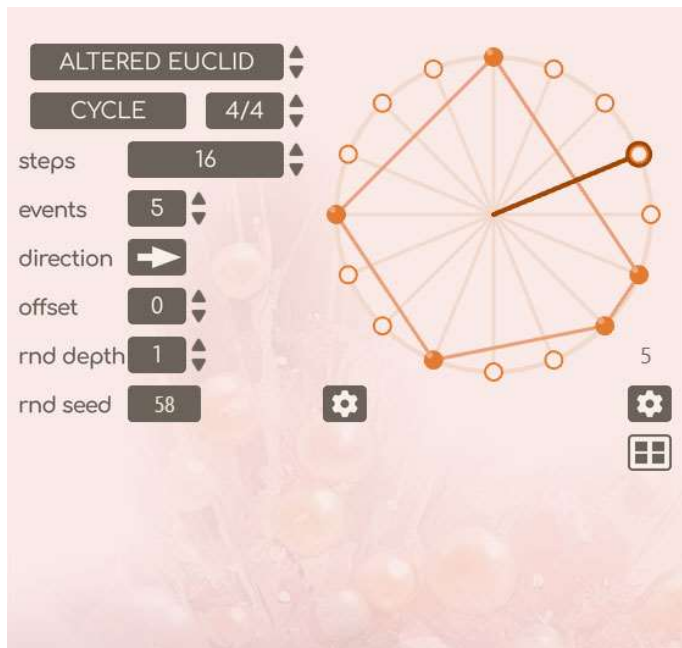 ALTERED EUCLID
CYCLE 4/4
steps 16
events 5
direction
offset 0
rnd depth 1
5
rnd seed 58